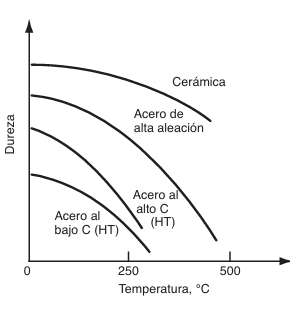 Cerámica
Acero de
alta aleación
Dureza
Acero al
alto C
(HT)
Acero al
bajo C (HT)
0
250
500
Temperatura, °C